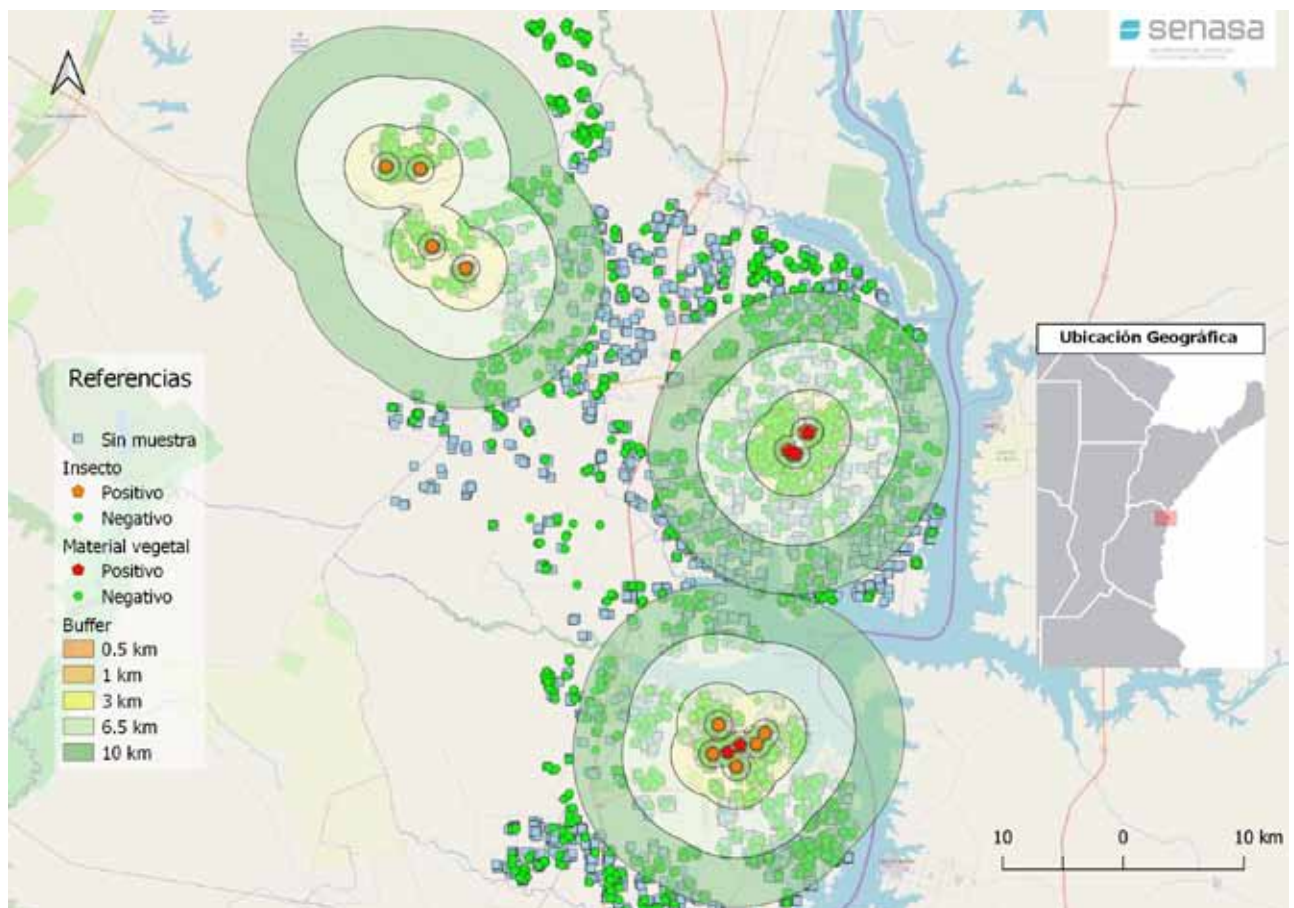 senasa
Ubicación Geográfica
Referencias
Sin muestra
Insecto
Positivo
Negativo
Material vegetal
Positivo
Negativo
Buffer
0.5 km
1 km
3 km
6.5 km
10 km
10 0 10 km